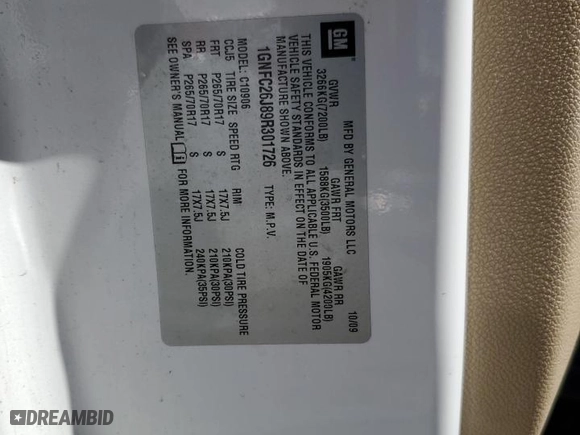 GM
MFD BY GENERAL MOTORS LLC 10/09
GVWR GAWR FRT GAWR RR
3266KG(7200LB) 1588KG(3500LB) 1905KG(4200LB)
THIS VEHICLE CONFORMS TO ALL APPLICABLE U.S. FEDERAL MOTOR
VEHICLE SAFETY STANDARDS IN EFFECT ON THE DATE OF
MANUFACTURE SHOWN ABOVE.
1GNFC26J89R301726 TYPE: M.P.V.
MODEL: C10906
CCJ5 TIRE SIZE SPEED RTG RIM COLD TIRE PRESSURE
FRT P265/70R17 S 17X7.5J 210KPA(30PSI)
RR P265/70R17 S 17X7.5J 210KPA(30PSI)
SPA P265/70R17 S 17X7.5J 240KPA(35PSI)
SEE OWNER'S MANUAL FOR MORE INFORMATION.
DREAMBID